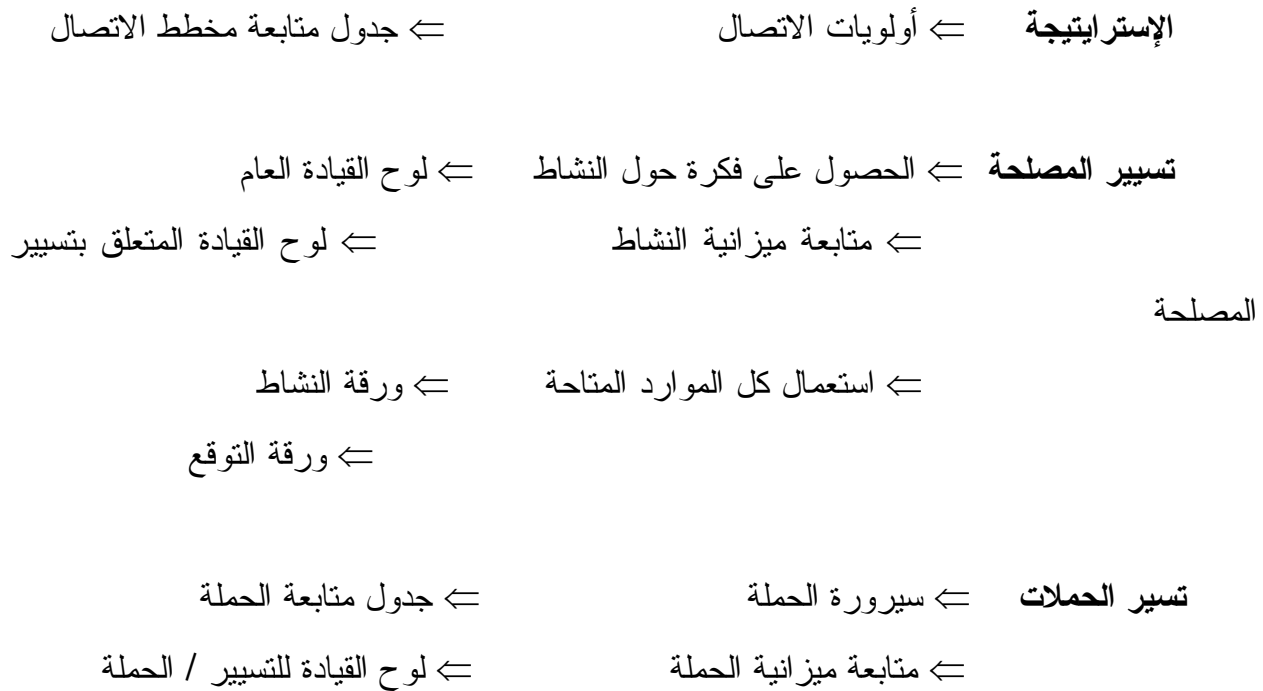 الإسترايتيجة ⇐ أولويات الاتصال ⇐ جدول متابعة مخطط الاتصال
تسيير المصلحة ⇐ الحصول على فكرة حول النشاط ⇐ لوح القيادة العام
⇐ متابعة ميزانية النشاط ⇐ لوح القيادة المتعلق بتسيير
المصلحة
⇐ استعمال كل الموارد المتاحة ⇐ ورقة النشاط
⇐ ورقة التوقع
تسير الحملات ⇐ سيرورة الحملة ⇐ جدول متابعة الحملة
⇐ متابعة ميزانية الحملة ⇐ لوح القيادة للتسيير / الحملة